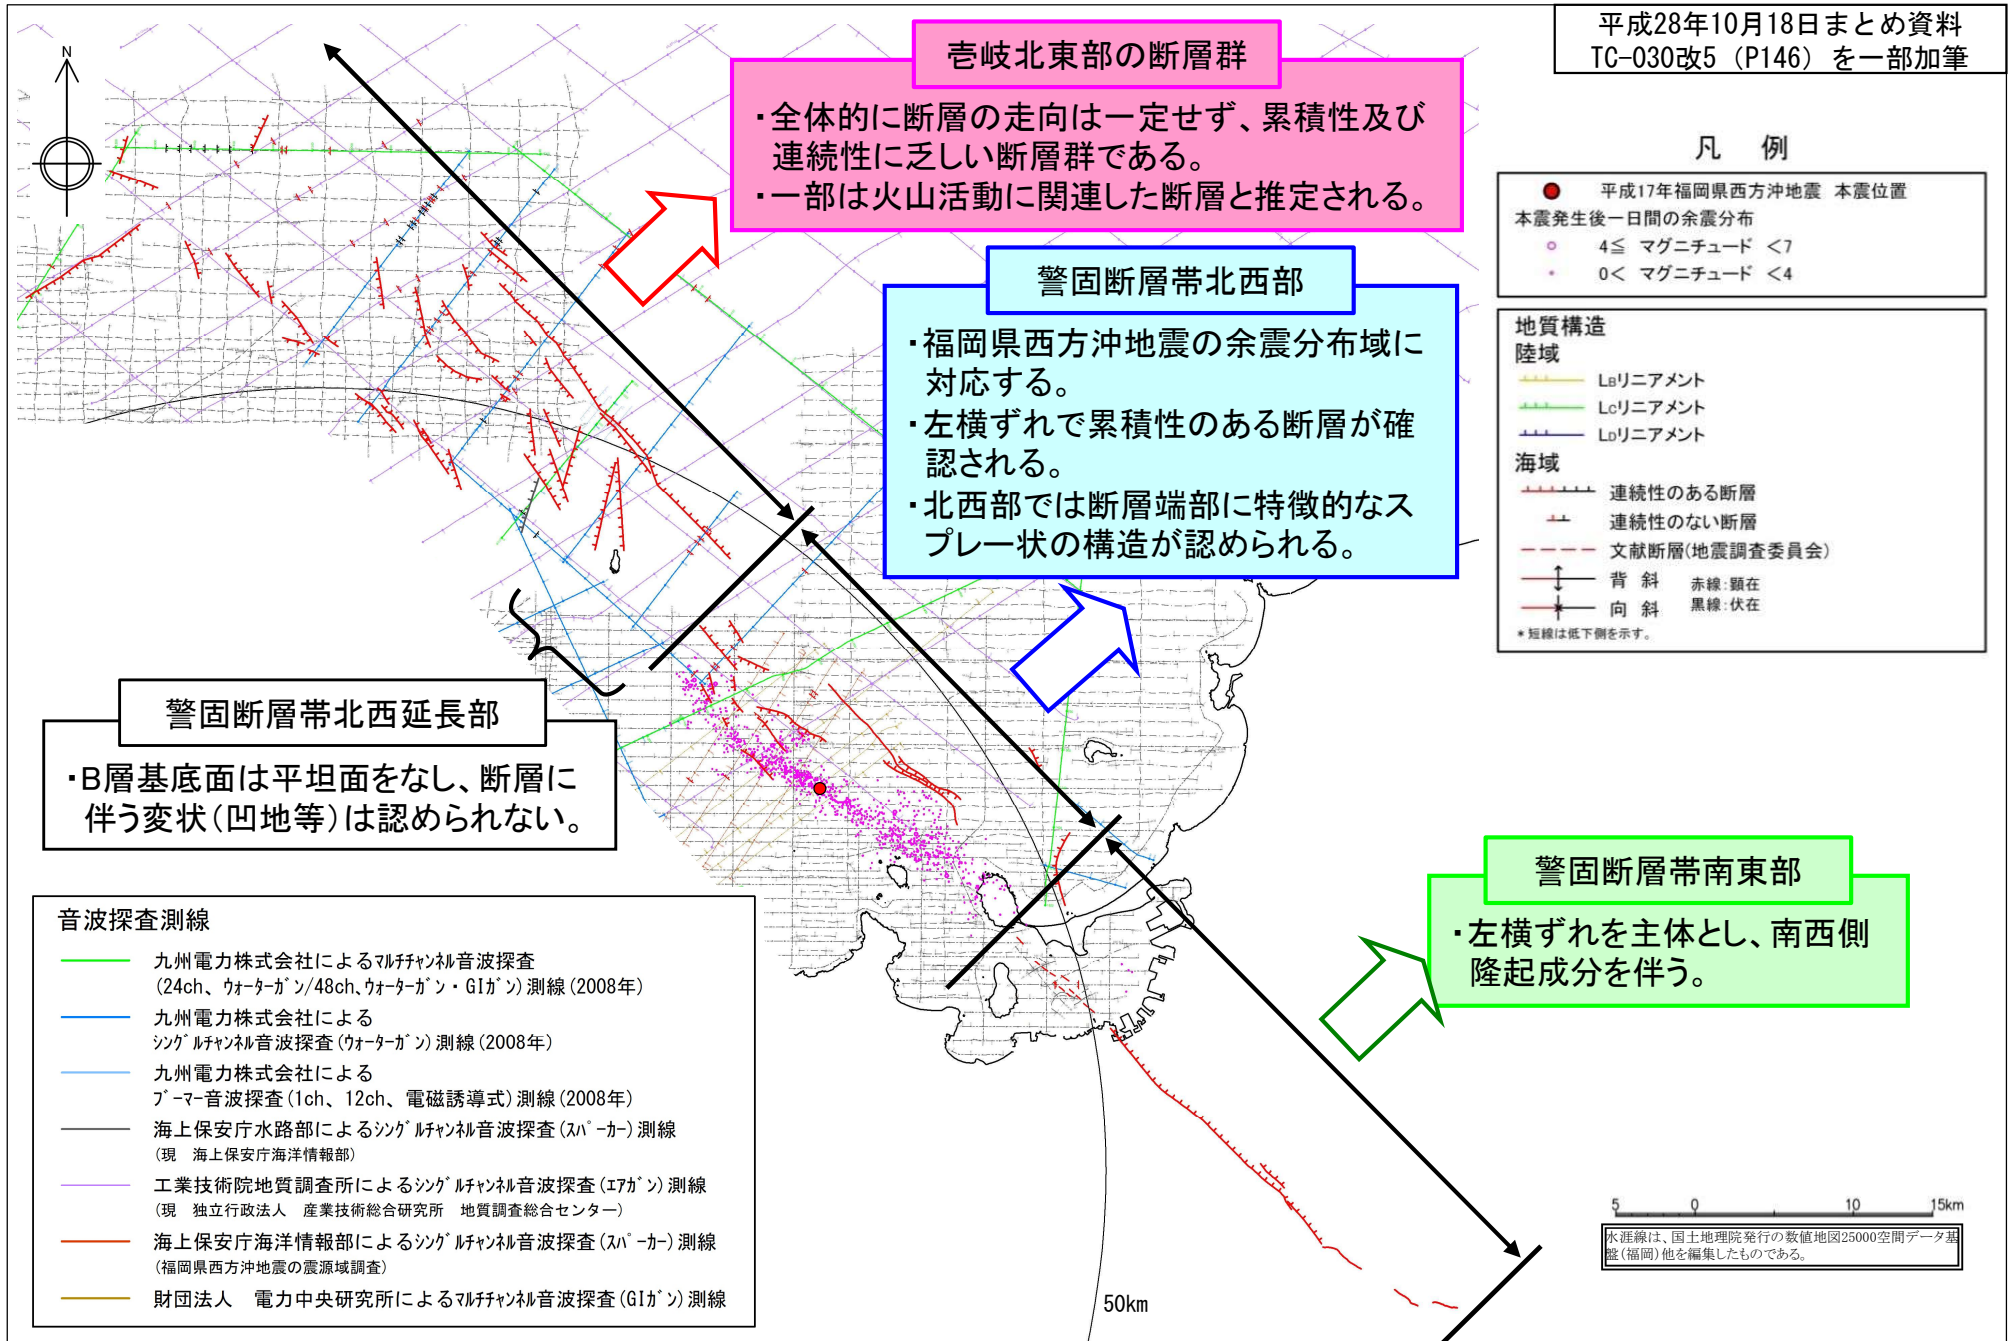 平成28年10月18日まとめ資料
TC-030改5（P146）を一部加筆
N
壱岐北東部の断層群
・全体的に断層の走向は一定せず、累積性及び
連続性に乏しい断層群である。
・一部は火山活動に関連した断層と推定される。
警固断層帯北西部
・福岡県西方沖地震の余震分布域に
対応する。
・左横ずれで累積性のある断層が確
認される。
・北西部では断層端部に特徴的なス
プレー状の構造が認められる。
凡 例
平成17年福岡県西方沖地震 本震位置
本震発生後一日間の余震分布
4≦ マグニチュード ＜7
0＜ マグニチュード ＜4
地質構造
陸域
LBリニアメント
LCリニアメント
LDリニアメント
海域
連続性のある断層
連続性のない断層
文献断層(地震調査委員会)
背 斜 赤線:顕在
向 斜 黒線:伏在
*短線は低下側を示す。
警固断層帯北西延長部
・B層基底面は平坦面をなし、断層に
伴う変状（凹地等）は認められない。
警固断層帯南東部
・左横ずれを主体とし、南西側
隆起成分を伴う。
音波探査測線
九州電力株式会社によるﾏﾙﾁﾁｬﾝﾈﾙ音波探査
(24ch、ｳｫｰﾀｰｶﾞﾝ/48ch、ｳｫｰﾀｰｶﾞﾝ・GIｶﾞﾝ)測線(2008年)
九州電力株式会社による
ｼﾝｸﾞﾙﾁｬﾝﾈﾙ音波探査(ｳｫｰﾀｰｶﾞﾝ)測線(2008年)
九州電力株式会社による
ﾌﾞｰﾏｰ音波探査(1ch、12ch、電磁誘導式)測線(2008年)
海上保安庁水路部によるｼﾝｸﾞﾙﾁｬﾝﾈﾙ音波探査(ｽﾊﾟｰｶｰ)測線
(現 海上保安庁海洋情報部)
工業技術院地質調査所によるｼﾝｸﾞﾙﾁｬﾝﾈﾙ音波探査(ｴｱｶﾞﾝ)測線
(現 独立行政法人 産業技術総合研究所 地質調査総合センター)
海上保安庁海洋情報部によるｼﾝｸﾞﾙﾁｬﾝﾈﾙ音波探査(ｽﾊﾟｰｶｰ)測線
(福岡県西方沖地震の震源域調査)
財団法人 電力中央研究所によるﾏﾙﾁﾁｬﾝﾈﾙ音波探査(GIｶﾞﾝ)測線
50km
5 0 10 15km
水涯線は、国土地理院発行の数値地図25000空間データ基
盤(福岡)他を編集したものである。